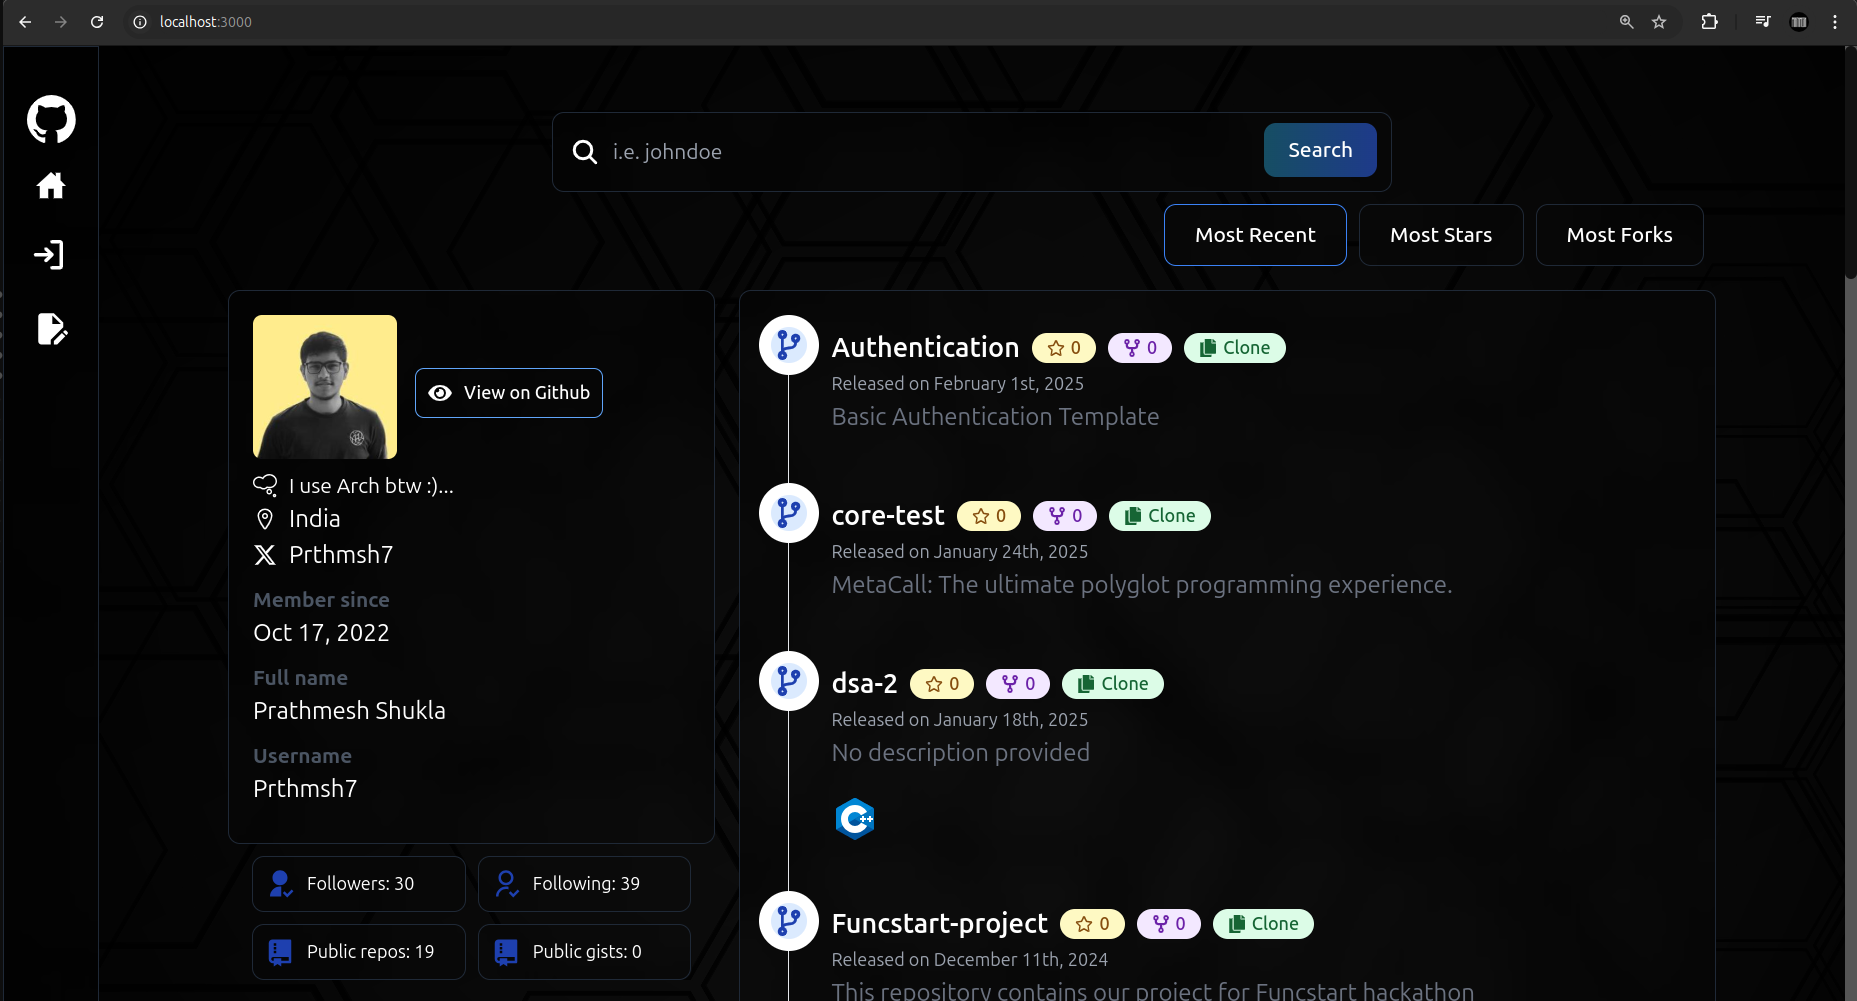 localhost:3000
i.e. johndoe
Search
Most Recent
Most Stars
Most Forks
View on Github
I use Arch btw :)...
India
Prthmsh7
Member since
Oct 17, 2022
Full name
Prathmesh Shukla
Username
Prthmsh7
Followers: 30
Following: 39
Public repos: 19
Public gists: 0
Authentication 0 0 Clone
Released on February 1st, 2025
Basic Authentication Template
core-test 0 0 Clone
Released on January 24th, 2025
MetaCall: The ultimate polyglot programming experience.
dsa-2 0 0 Clone
Released on January 18th, 2025
No description provided
C++
Funcstart-project 0 0 Clone
Released on December 11th, 2024
This repository contains our project for Funcstart hackathon